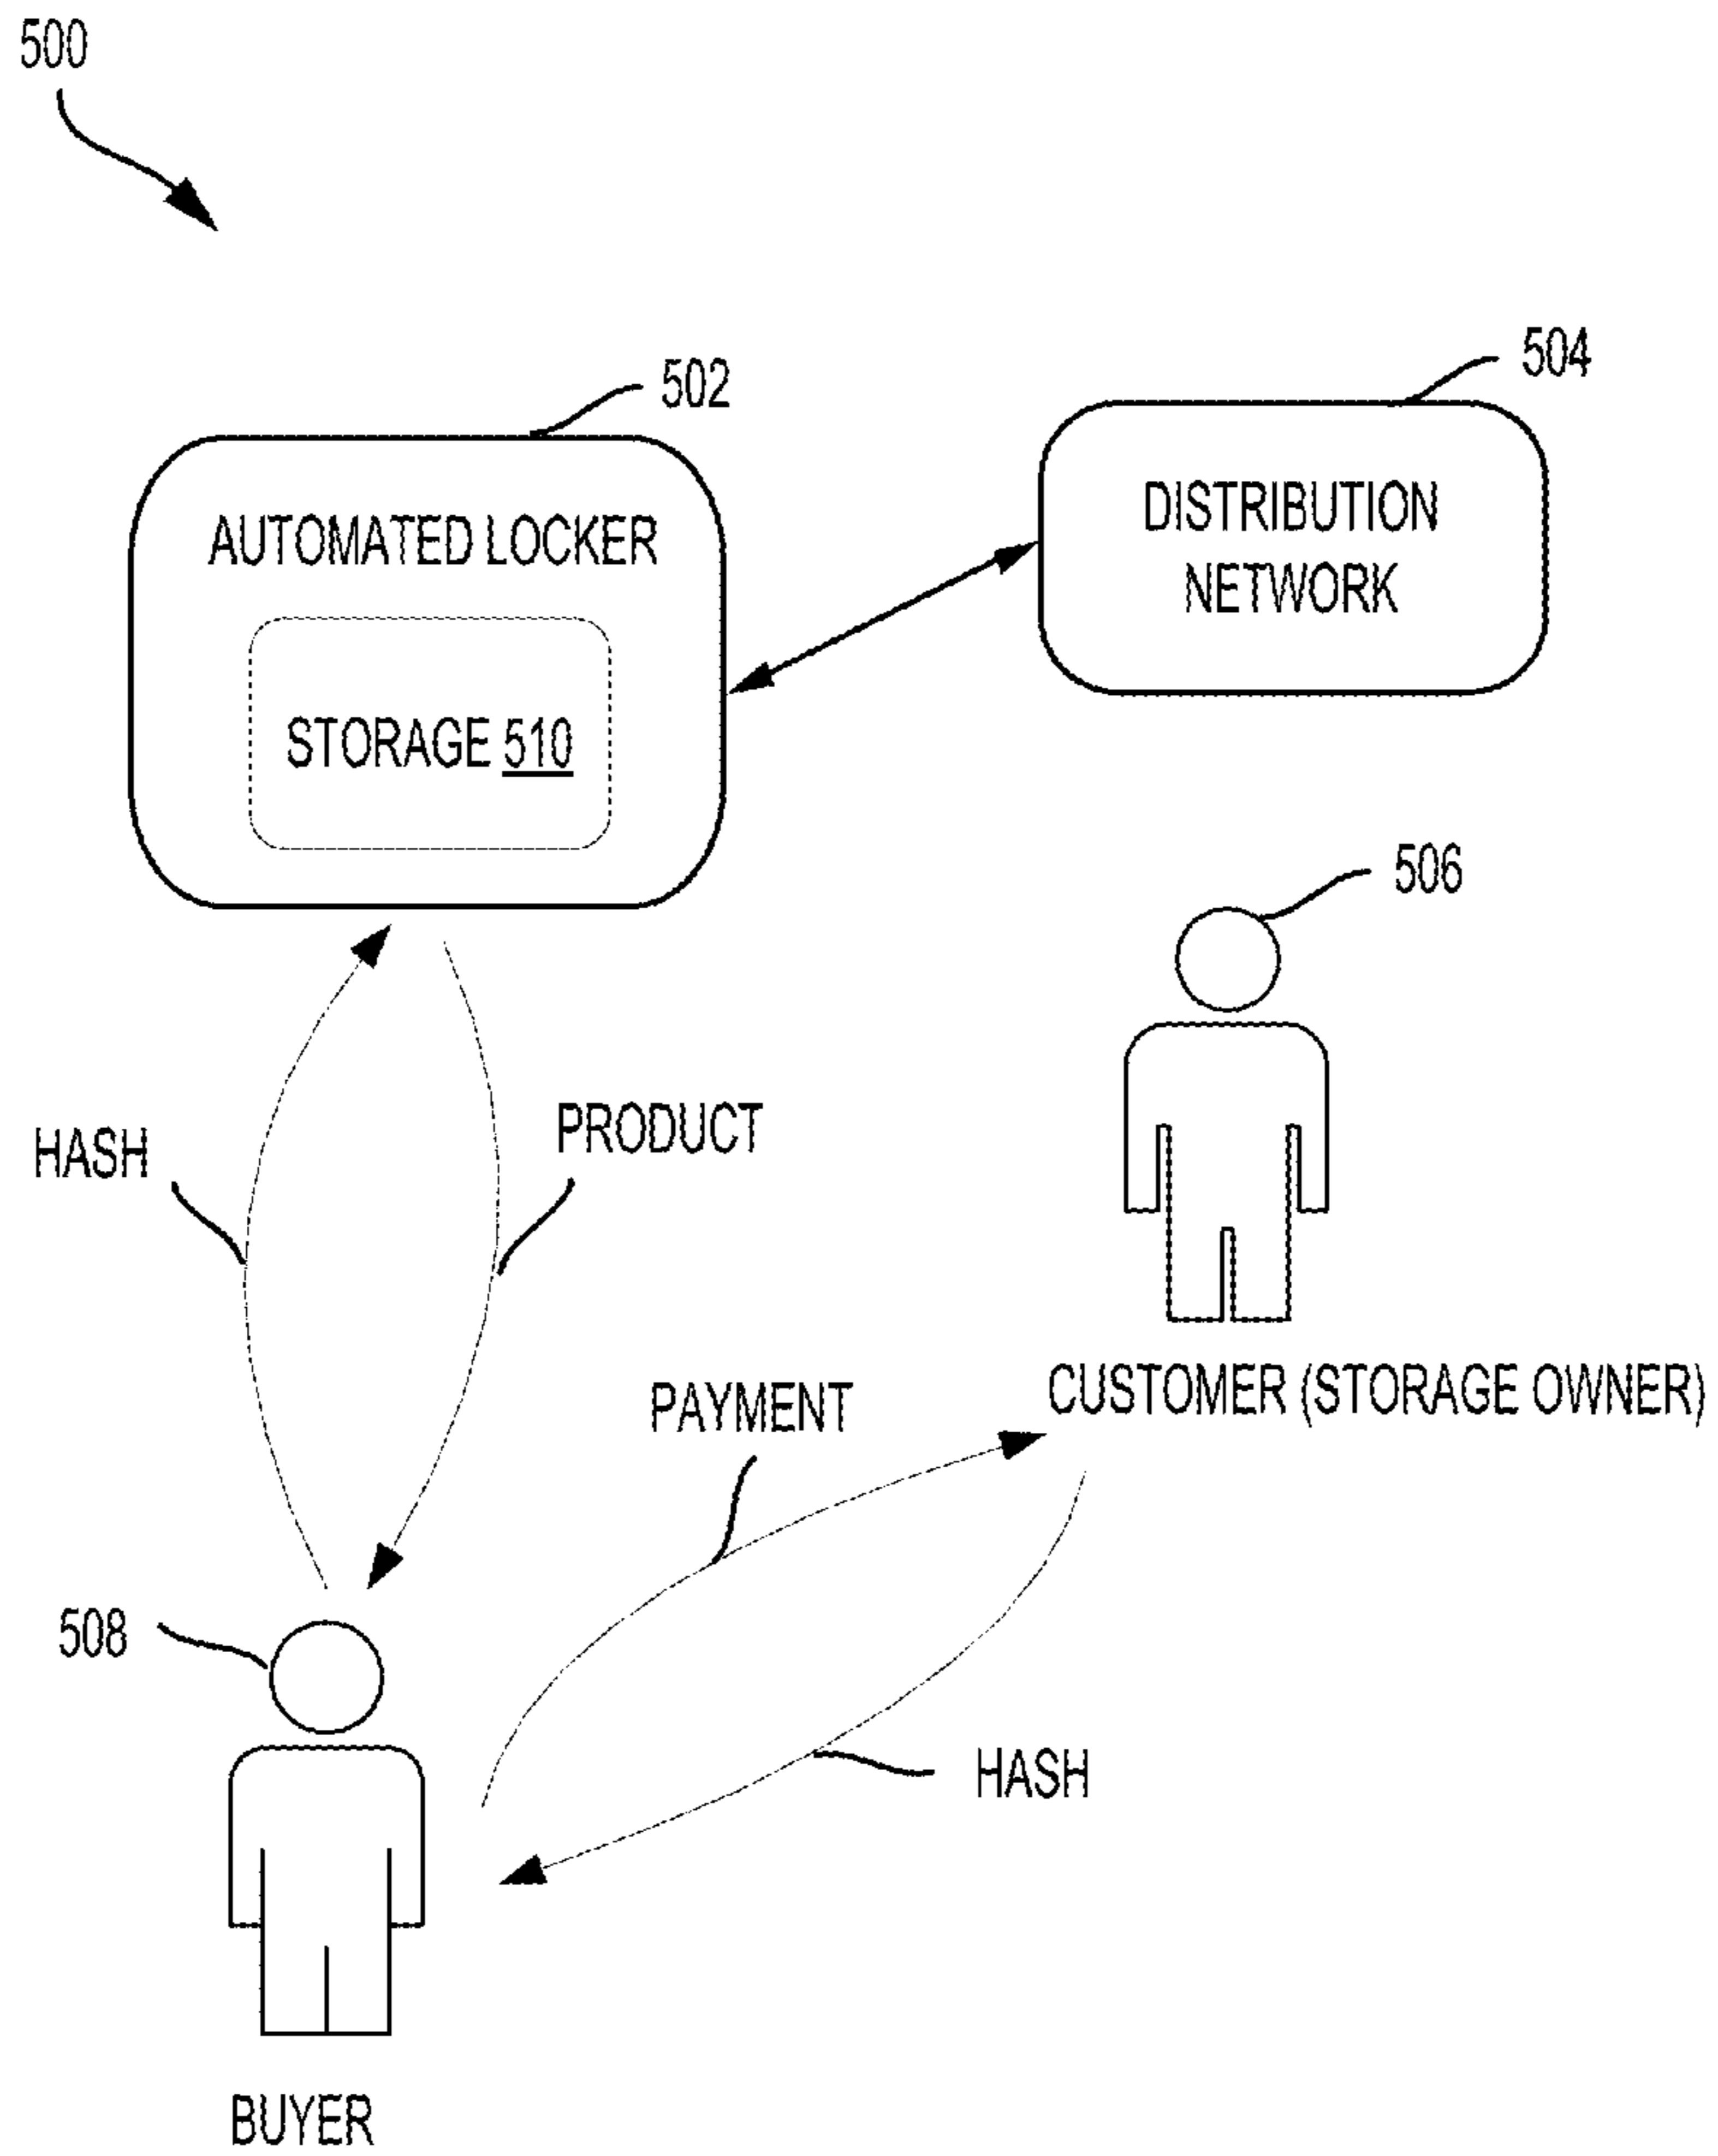 500
502
504
AUTOMATED LOCKER
DISTRIBUTION
NETWORK
STORAGE 510
506
HASH
PRODUCT
CUSTOMER (STORAGE OWNER)
PAYMENT
508
HASH
BUYER